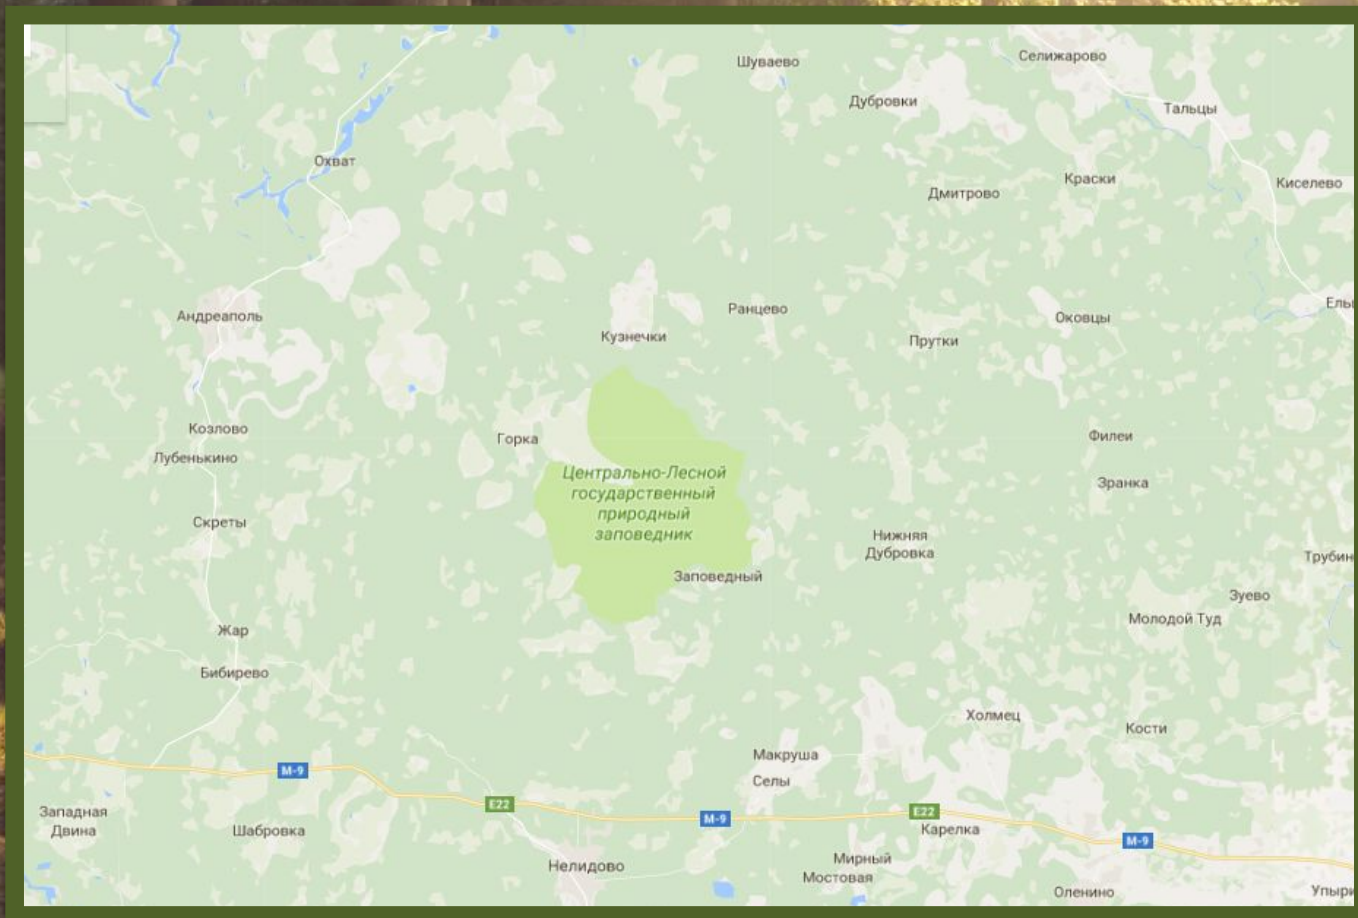 Селижарово
Шуваево
Дубровки
Тальцы
Охват
Краски
Киселево
Дмитрово
Андреаполь
Ранцево
Оковцы
Кузнечки
Прутки
Козлово
Горка
Филеи
Лубенькино
Центрально-Лесной
государственный
природный
заповедник
Зранка
Скреты
Нижняя
Дубровка
Заповедный
Зуево
Молодой Туд
Жар
Бибирево
Холмец
Кости
Макруша
М-9
Селы
E22
Западная
Двина
М-9
E22
Шабровка
Карелка
М-9
Нелидово
Мирный
Мостовая
Оленино